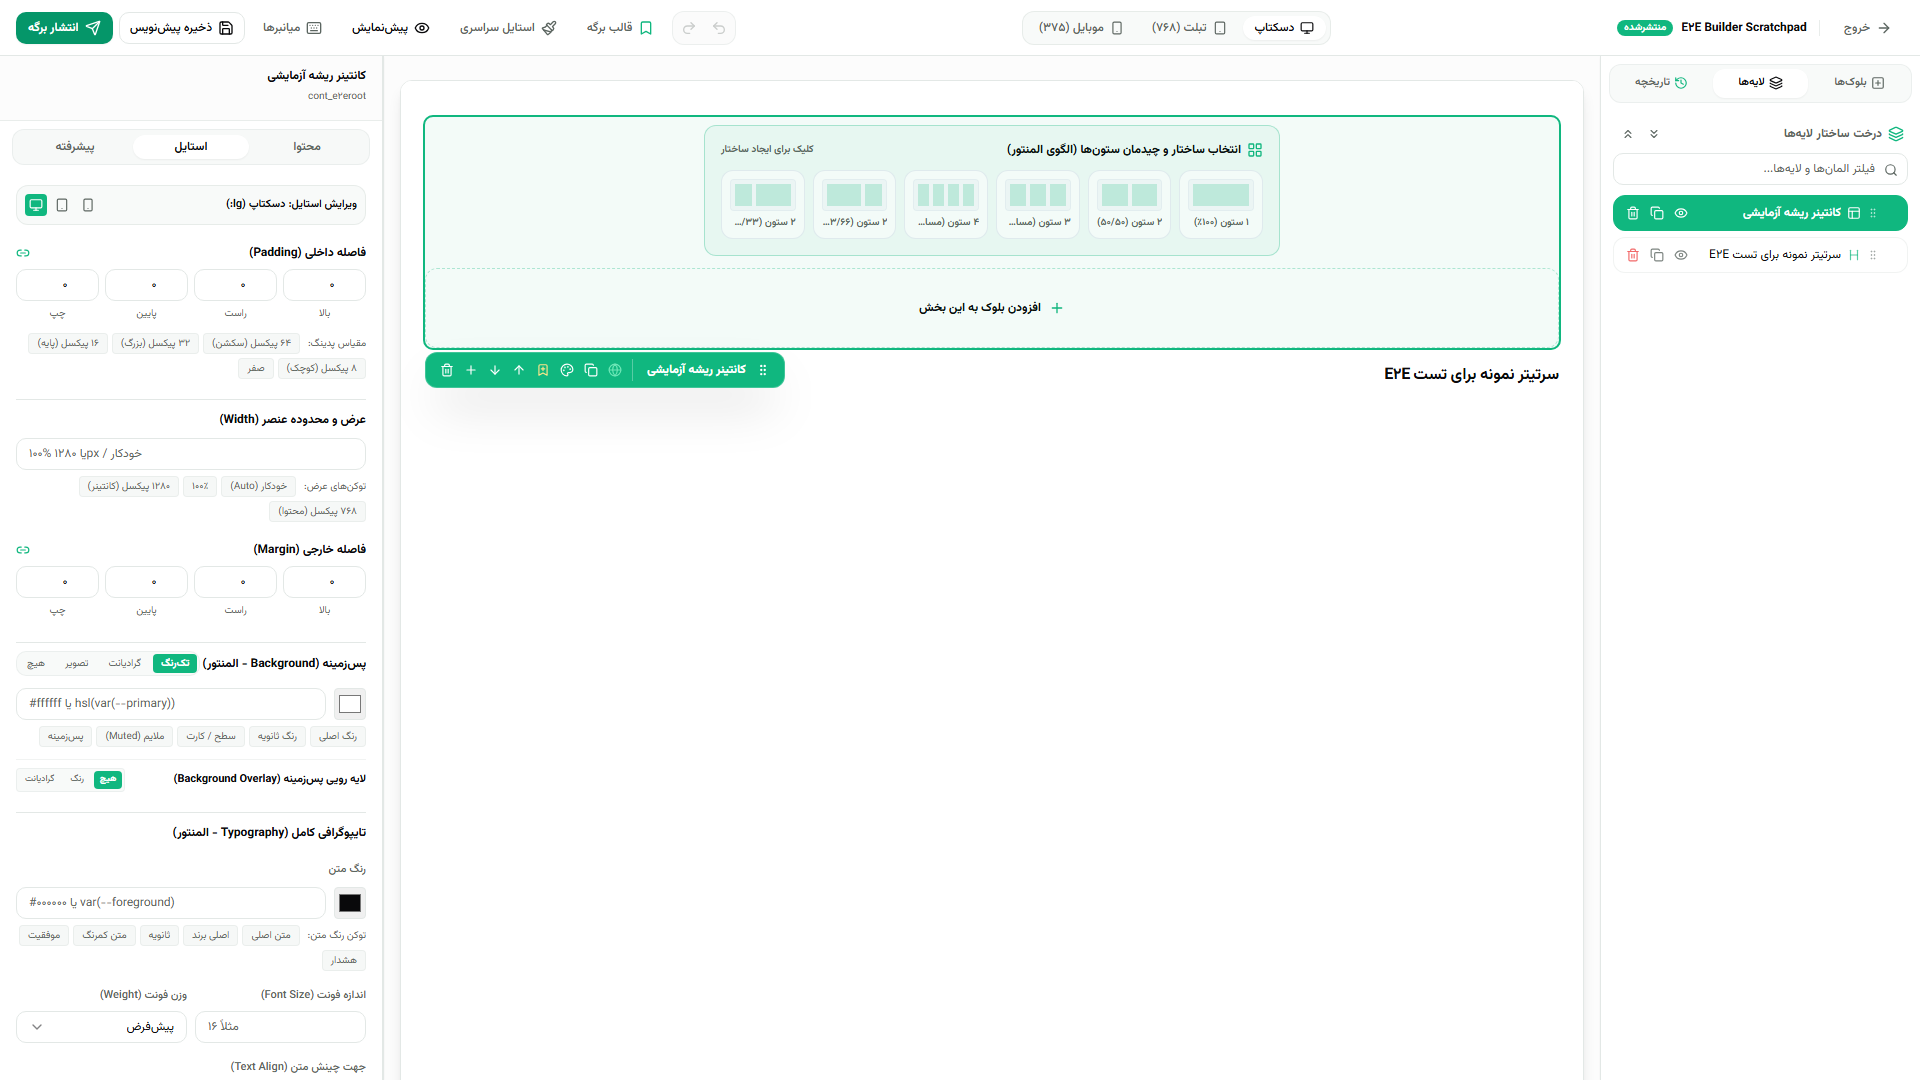 خروج
E2E Builder Scratchpad
منتشرشده
دسکتاپ
تبلت (768)
موبایل (375)
قالب برگه
استایل سراسری
پیش‌نمایش
میانبرها
ذخیره پیش‌نویس
انتشار برگه
بلوک‌ها
لایه‌ها
تاریخچه
درخت ساختار لایه‌ها
فیلتر المان‌ها و لایه‌ها...
کانتینر ریشه آزمایشی
سرتیتر نمونه برای تست E2E
انتخاب ساختار و چیدمان ستون‌ها (الگوی المنتور)
کلیک برای ایجاد ساختار
۱ ستون (۱۰۰٪)
۲ ستون (۵۰/۵۰)
۳ ستون (مسا...
۴ ستون (مسا...
۲ ستون (۳/۶۶...
۲ ستون (۳۳/...
افزودن بلوک به این بخش
کانتینر ریشه آزمایشی
سرتیتر نمونه برای تست E2E
کانتینر ریشه آزمایشی
cont_e2eroot
محتوا
استایل
پیشرفته
ویرایش استایل: دسکتاپ (lg:)
فاصله داخلی (Padding)
۰ ۰ ۰ ۰
بالا راست پایین چپ
مقیاس پدینگ: ۶۴ پیکسل (سکشن) ۳۲ پیکسل (بزرگ) ۱۶ پیکسل (پایه)
۸ پیکسل (کوچک) صفر
عرض و محدوده عنصر (Width)
خودکار / pxیا ۱۲۸۰ %۱۰۰
توکن‌های عرض: خودکار (Auto) ۱۰۰٪ ۱۲۸۰ پیکسل (کانتینر)
۷۶۸ پیکسل (محتوا)
فاصله خارجی (Margin)
۰ ۰ ۰ ۰
بالا راست پایین چپ
پس‌زمینه (Background - المنتور)
تک‌رنگ گرادیانت تصویر هیچ
#ffffff یا hsl(var(--primary))
رنگ اصلی رنگ ثانویه سطح / کارت ملایم (Muted) پس‌زمینه
لایه رویی پس‌زمینه (Background Overlay)
هیچ رنگ گرادیانت
تایپوگرافی کامل (Typography - المنتور)
رنگ متن
#000000 یا var(--foreground)
توکن رنگ متن: متن اصلی اصلی برند ثانویه متن کمرنگ موفقیت
هشدار
اندازه فونت (Font Size)
وزن فونت (Weight)
مثلاً ۱۶
پیش‌فرض
جهت چینش متن (Text Align)